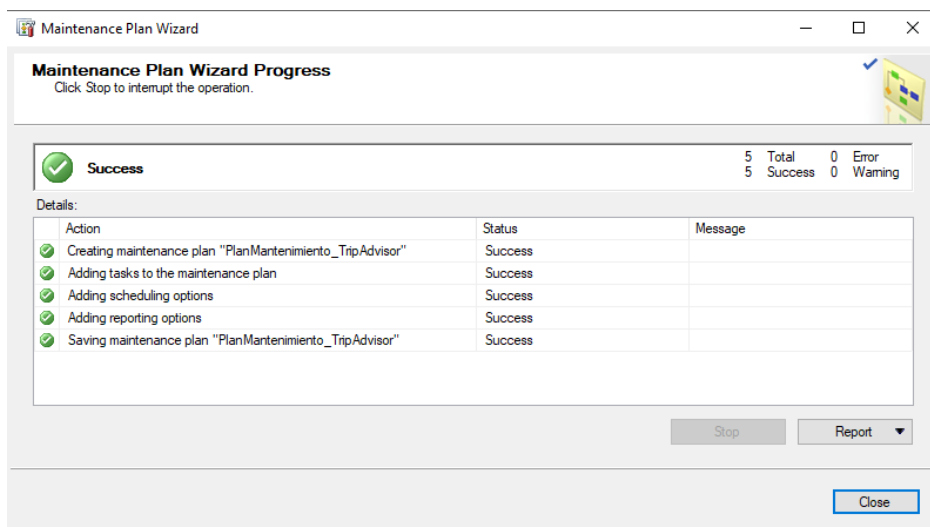 Maintenance Plan Wizard
Maintenance Plan Wizard Progress
Click Stop to interrupt the operation.
Success
5 Total 0 Error
5 Success 0 Warning
Details:
Action Status Message
Creating maintenance plan "PlanMantenimiento_TripAdvisor" Success
Adding tasks to the maintenance plan Success
Adding scheduling options Success
Adding reporting options Success
Saving maintenance plan "PlanMantenimiento_TripAdvisor" Success
Stop Report
Close